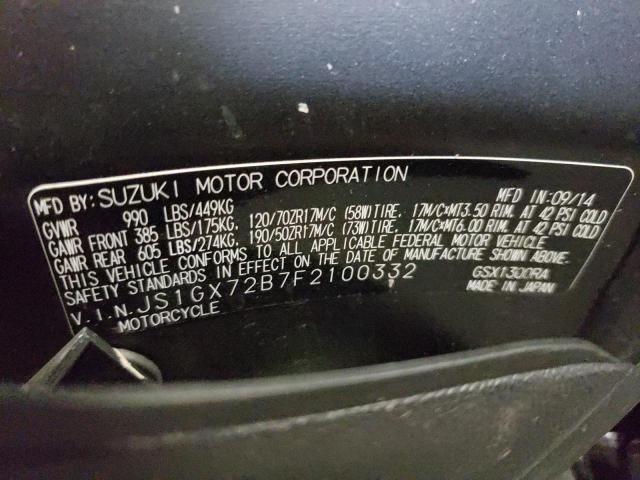 MFD BY: SUZUKI MOTOR CORPORATION MFD IN: 09/14
GVWR 990 LBS/449KG
GAWR FRONT 385 LBS/175KG, 120/70ZR17M/C (58W) TIRE, 17M/C×MT3.50 RIM, AT 42 PSI COLD
GAWR REAR 605 LBS/274KG, 190/50ZR17M/C (73W) TIRE, 17M/C×MT6.00 RIM, AT 42 PSI COLD
THIS VEHICLE CONFORMS TO ALL APPLICABLE FEDERAL MOTOR VEHICLE
SAFETY STANDARDS IN EFFECT ON THE DATE OF MANUFACTURE SHOWN ABOVE.
V.I.N. JS1GX72B7F2100332 GSX1300RA
MOTORCYCLE MADE IN JAPAN